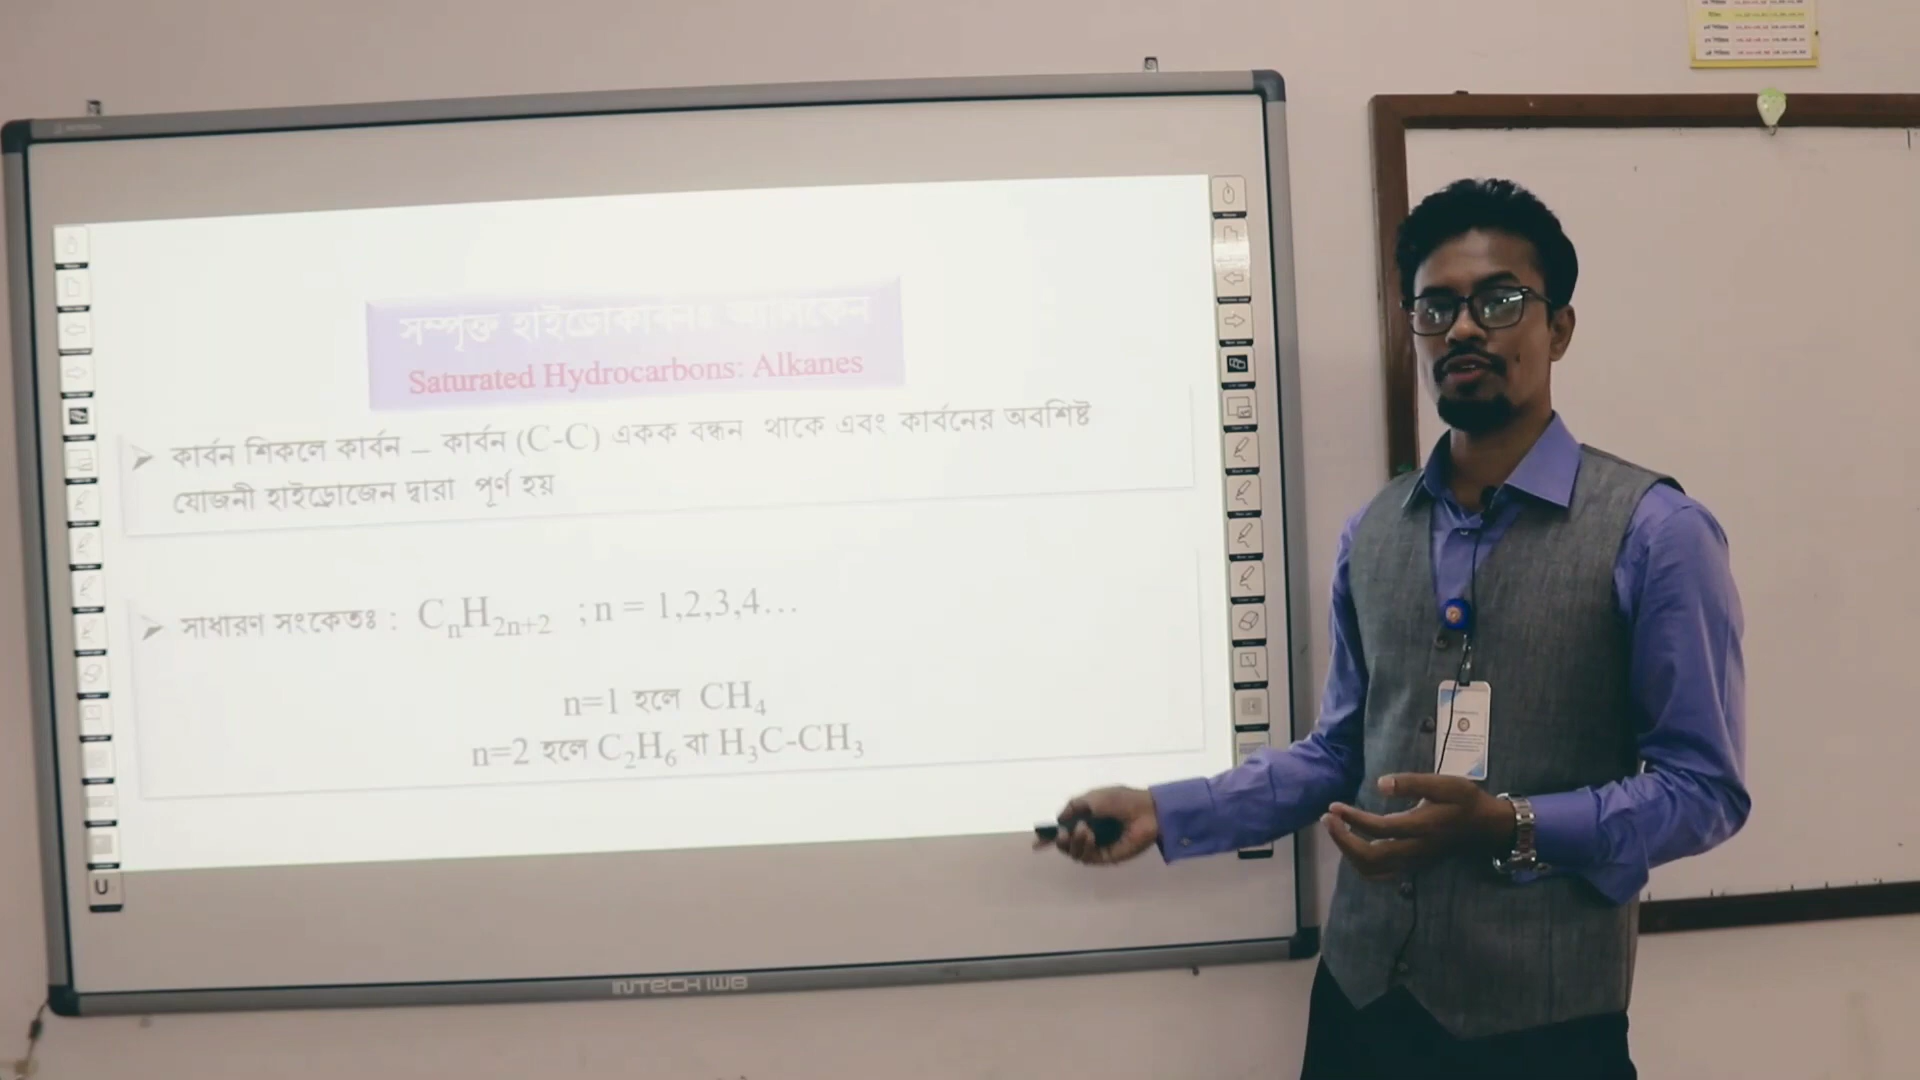 সম্পৃক্ত হাইড্রোকার্বনঃ অ্যালকেন
Saturated Hydrocarbons: Alkanes
কার্বন শিকলে কার্বন – কার্বন (C-C) একক বন্ধন থাকে এবং কার্বনের অবশিষ্ট
যোজনী হাইড্রোজেন দ্বারা পূর্ণ হয়
সাধারণ সংকেতঃ : CₙH₂ₙ₊₂ ; n = 1,2,3,4...
n=1 হলে CH₄
n=2 হলে C₂H₆ বা H₃C-CH₃
INTECH IWB